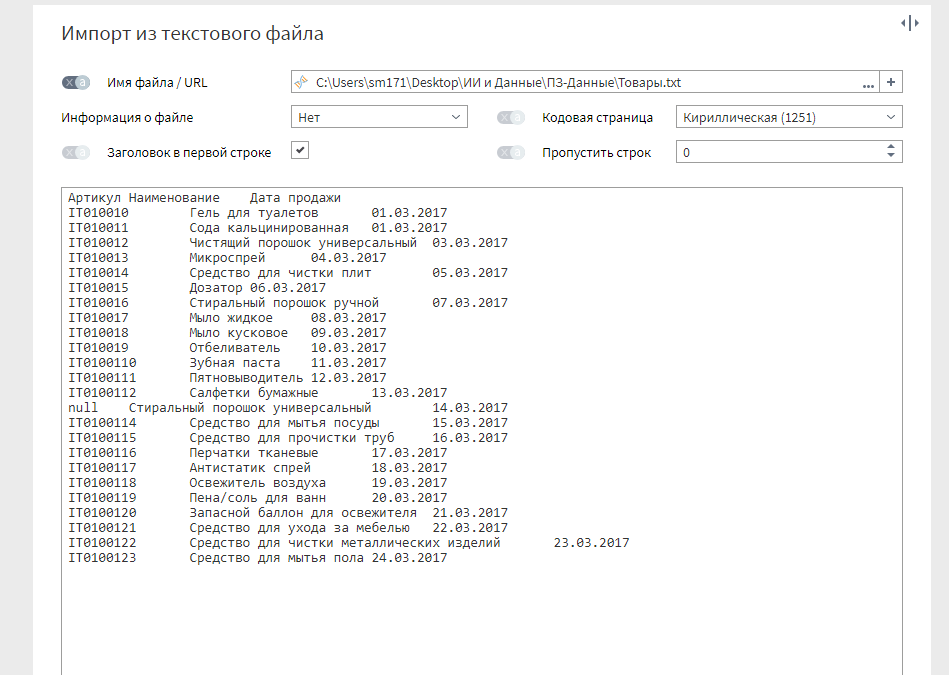 Импорт из текстового файла
Имя файла / URL C:\Users\sm171\Desktop\ИИ и Данные\ПЗ-Данные\Товары.txt ... +
Информация о файле Нет Кодовая страница Кириллическая (1251)
Заголовок в первой строке Пропустить строк 0
Артикул Наименование Дата продажи
IT010010 Гель для туалетов 01.03.2017
IT010011 Сода кальцинированная 01.03.2017
IT010012 Чистящий порошок универсальный 03.03.2017
IT010013 Микроспрей 04.03.2017
IT010014 Средство для чистки плит 05.03.2017
IT010015 Дозатор 06.03.2017
IT010016 Стиральный порошок ручной 07.03.2017
IT010017 Мыло жидкое 08.03.2017
IT010018 Мыло кусковое 09.03.2017
IT010019 Отбеливатель 10.03.2017
IT0100110 Зубная паста 11.03.2017
IT0100111 Пятновыводитель 12.03.2017
IT0100112 Салфетки бумажные 13.03.2017
null Стиральный порошок универсальный 14.03.2017
IT0100114 Средство для мытья посуды 15.03.2017
IT0100115 Средство для прочистки труб 16.03.2017
IT0100116 Перчатки тканевые 17.03.2017
IT0100117 Антистатик спрей 18.03.2017
IT0100118 Освежитель воздуха 19.03.2017
IT0100119 Пена/соль для ванн 20.03.2017
IT0100120 Запасной баллон для освежителя 21.03.2017
IT0100121 Средство для ухода за мебелью 22.03.2017
IT0100122 Средство для чистки металлических изделий 23.03.2017
IT0100123 Средство для мытья пола 24.03.2017